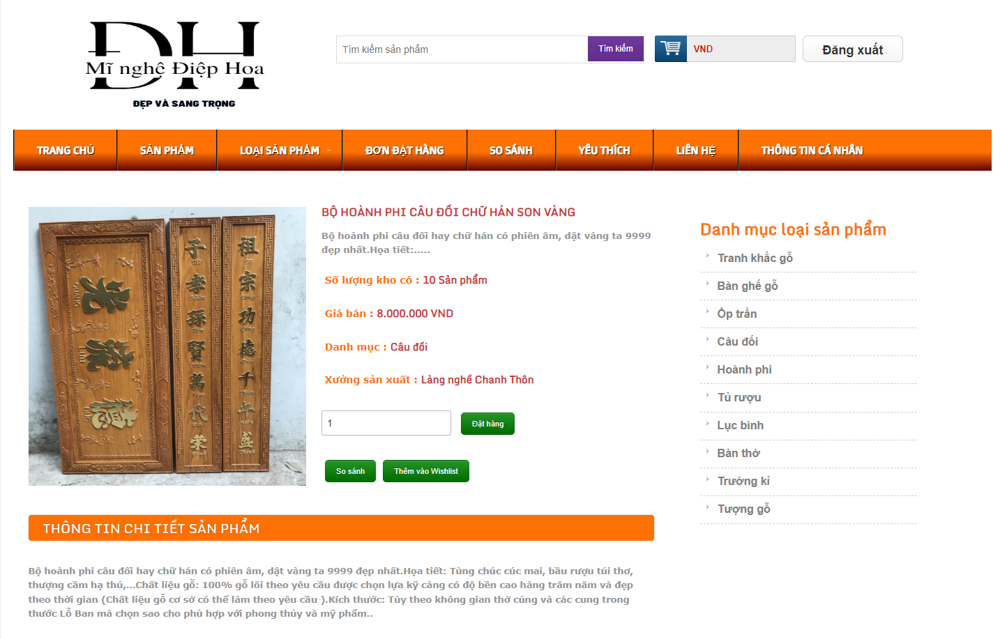 ĐH
Mĩ nghệ Điệp Hoa
ĐẸP VÀ SANG TRỌNG
Tìm kiếm sản phẩm
Tìm kiếm
VND
Đăng xuất
TRANG CHỦ
SẢN PHẨM
LOẠI SẢN PHẨM
ĐƠN ĐẶT HÀNG
SO SÁNH
YÊU THÍCH
LIÊN HỆ
THÔNG TIN CÁ NHÂN
QUANG
LƯU
ĐỨC
子孝孫賢萬代榮
祖宗功德千年盛
BỘ HOÀNH PHI CÂU ĐỐI CHỮ HÁN SON VÀNG
Bộ hoành phi câu đối hay chữ hán có phiên âm, dật vàng ta 9999
đẹp nhất.Họa tiết:.....
Số lượng kho có : 10 Sản phẩm
Giá bán : 8.000.000 VND
Danh mục : Câu đối
Xưởng sản xuất : Làng nghề Chanh Thôn
1
Đặt hàng
So sánh
Thêm vào Wishlist
Danh mục loại sản phẩm
Tranh khắc gỗ
Bàn ghế gỗ
Ốp trần
Câu đối
Hoành phi
Tủ rượu
Lục bình
Bàn thờ
Trường kỉ
Tượng gỗ
THÔNG TIN CHI TIẾT SẢN PHẨM
Bộ hoành phi câu đối hay chữ hán có phiên âm, dật vàng ta 9999 đẹp nhất.Họa tiết: Tùng chúc cúc mai, bầu rượu túi thơ,
thượng cầm hạ thú,...Chất liệu gỗ: 100% gỗ lõi theo yêu cầu được chọn lựa kỹ càng có độ bền cao hàng trăm năm và đẹp
theo thời gian (Chất liệu gỗ cơ sở có thể làm theo yêu cầu ).Kích thước: Tùy theo không gian thờ cúng và các cung trong
thước Lỗ Ban mà chọn sao cho phù hợp với phong thủy và mỹ phẩm..